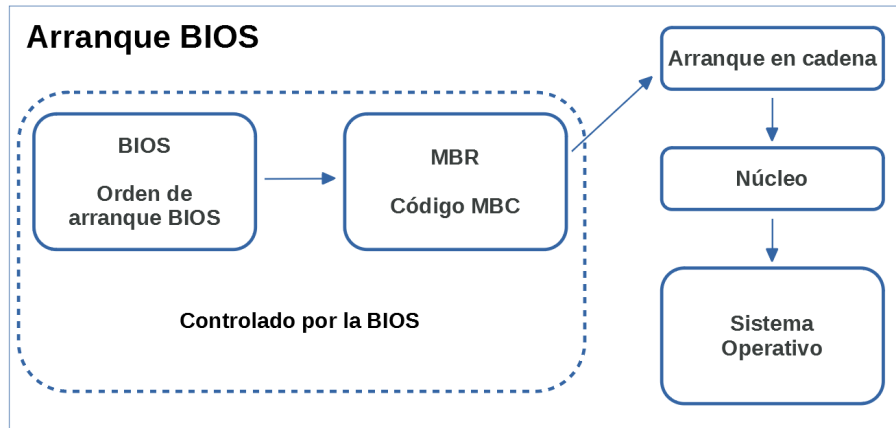 Arranque BIOS
BIOS
Orden de
arranque BIOS
MBR
Código MBC
Controlado por la BIOS
Arranque en cadena
Núcleo
Sistema
Operativo